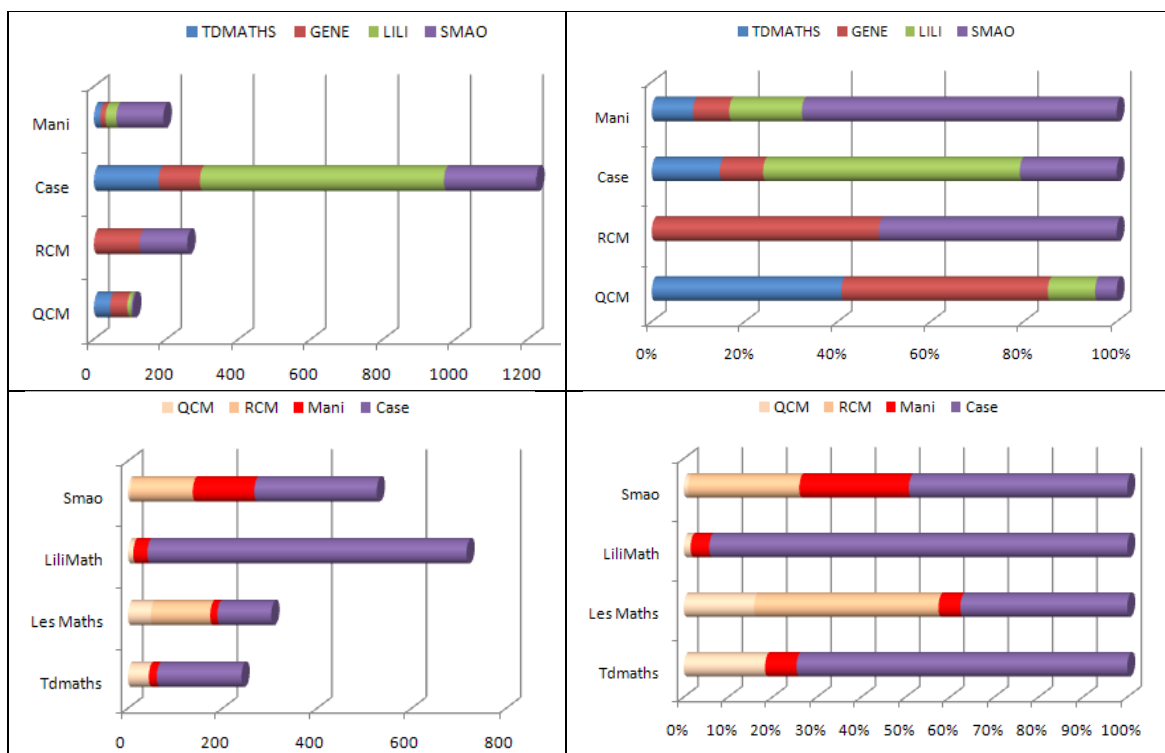 TDMATHS GENE LILI SMAO
Mani
Case
RCM
QCM
0 200 400 600 800 1000 1200
TDMATHS GENE LILI SMAO
Mani
Case
RCM
QCM
0% 20% 40% 60% 80% 100%
QCM RCM Mani Case
Smao
LiliMath
Les Maths
Tdmaths
0 200 400 600 800
QCM RCM Mani Case
Smao
LiliMath
Les Maths
Tdmaths
0% 10% 20% 30% 40% 50% 60% 70% 80% 90% 100%